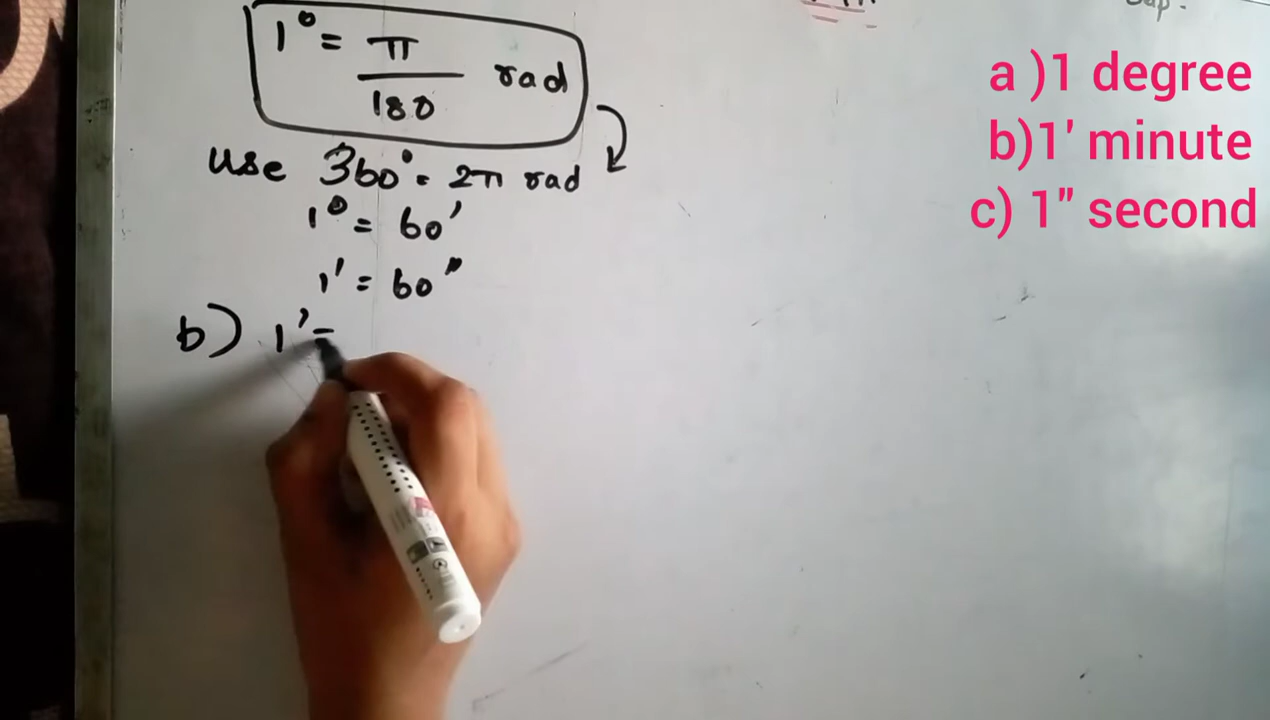 1° = π/180 rad
use 360° = 2π rad
1° = 60'
1' = 60"
b) 1' =
a )1 degree
b)1' minute
c) 1" second